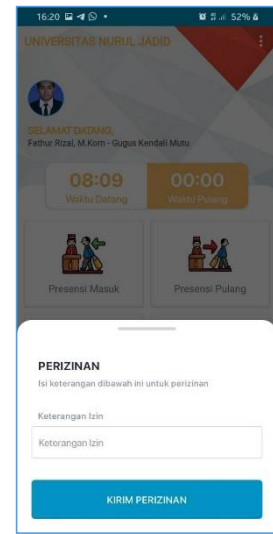 16:20
52%
UNIVERSITAS NURUL JADID
SELAMAT DATANG,
Fathur Rizal, M.Kom - Gugus Kendali Mutu
08:09
00:00
Waktu Datang
Waktu Pulang
Presensi Masuk
Presensi Pulang
PERIZINAN
Isi keterangan dibawah ini untuk perizinan
Keterangan Izin
Keterangan Izin
KIRIM PERIZINAN